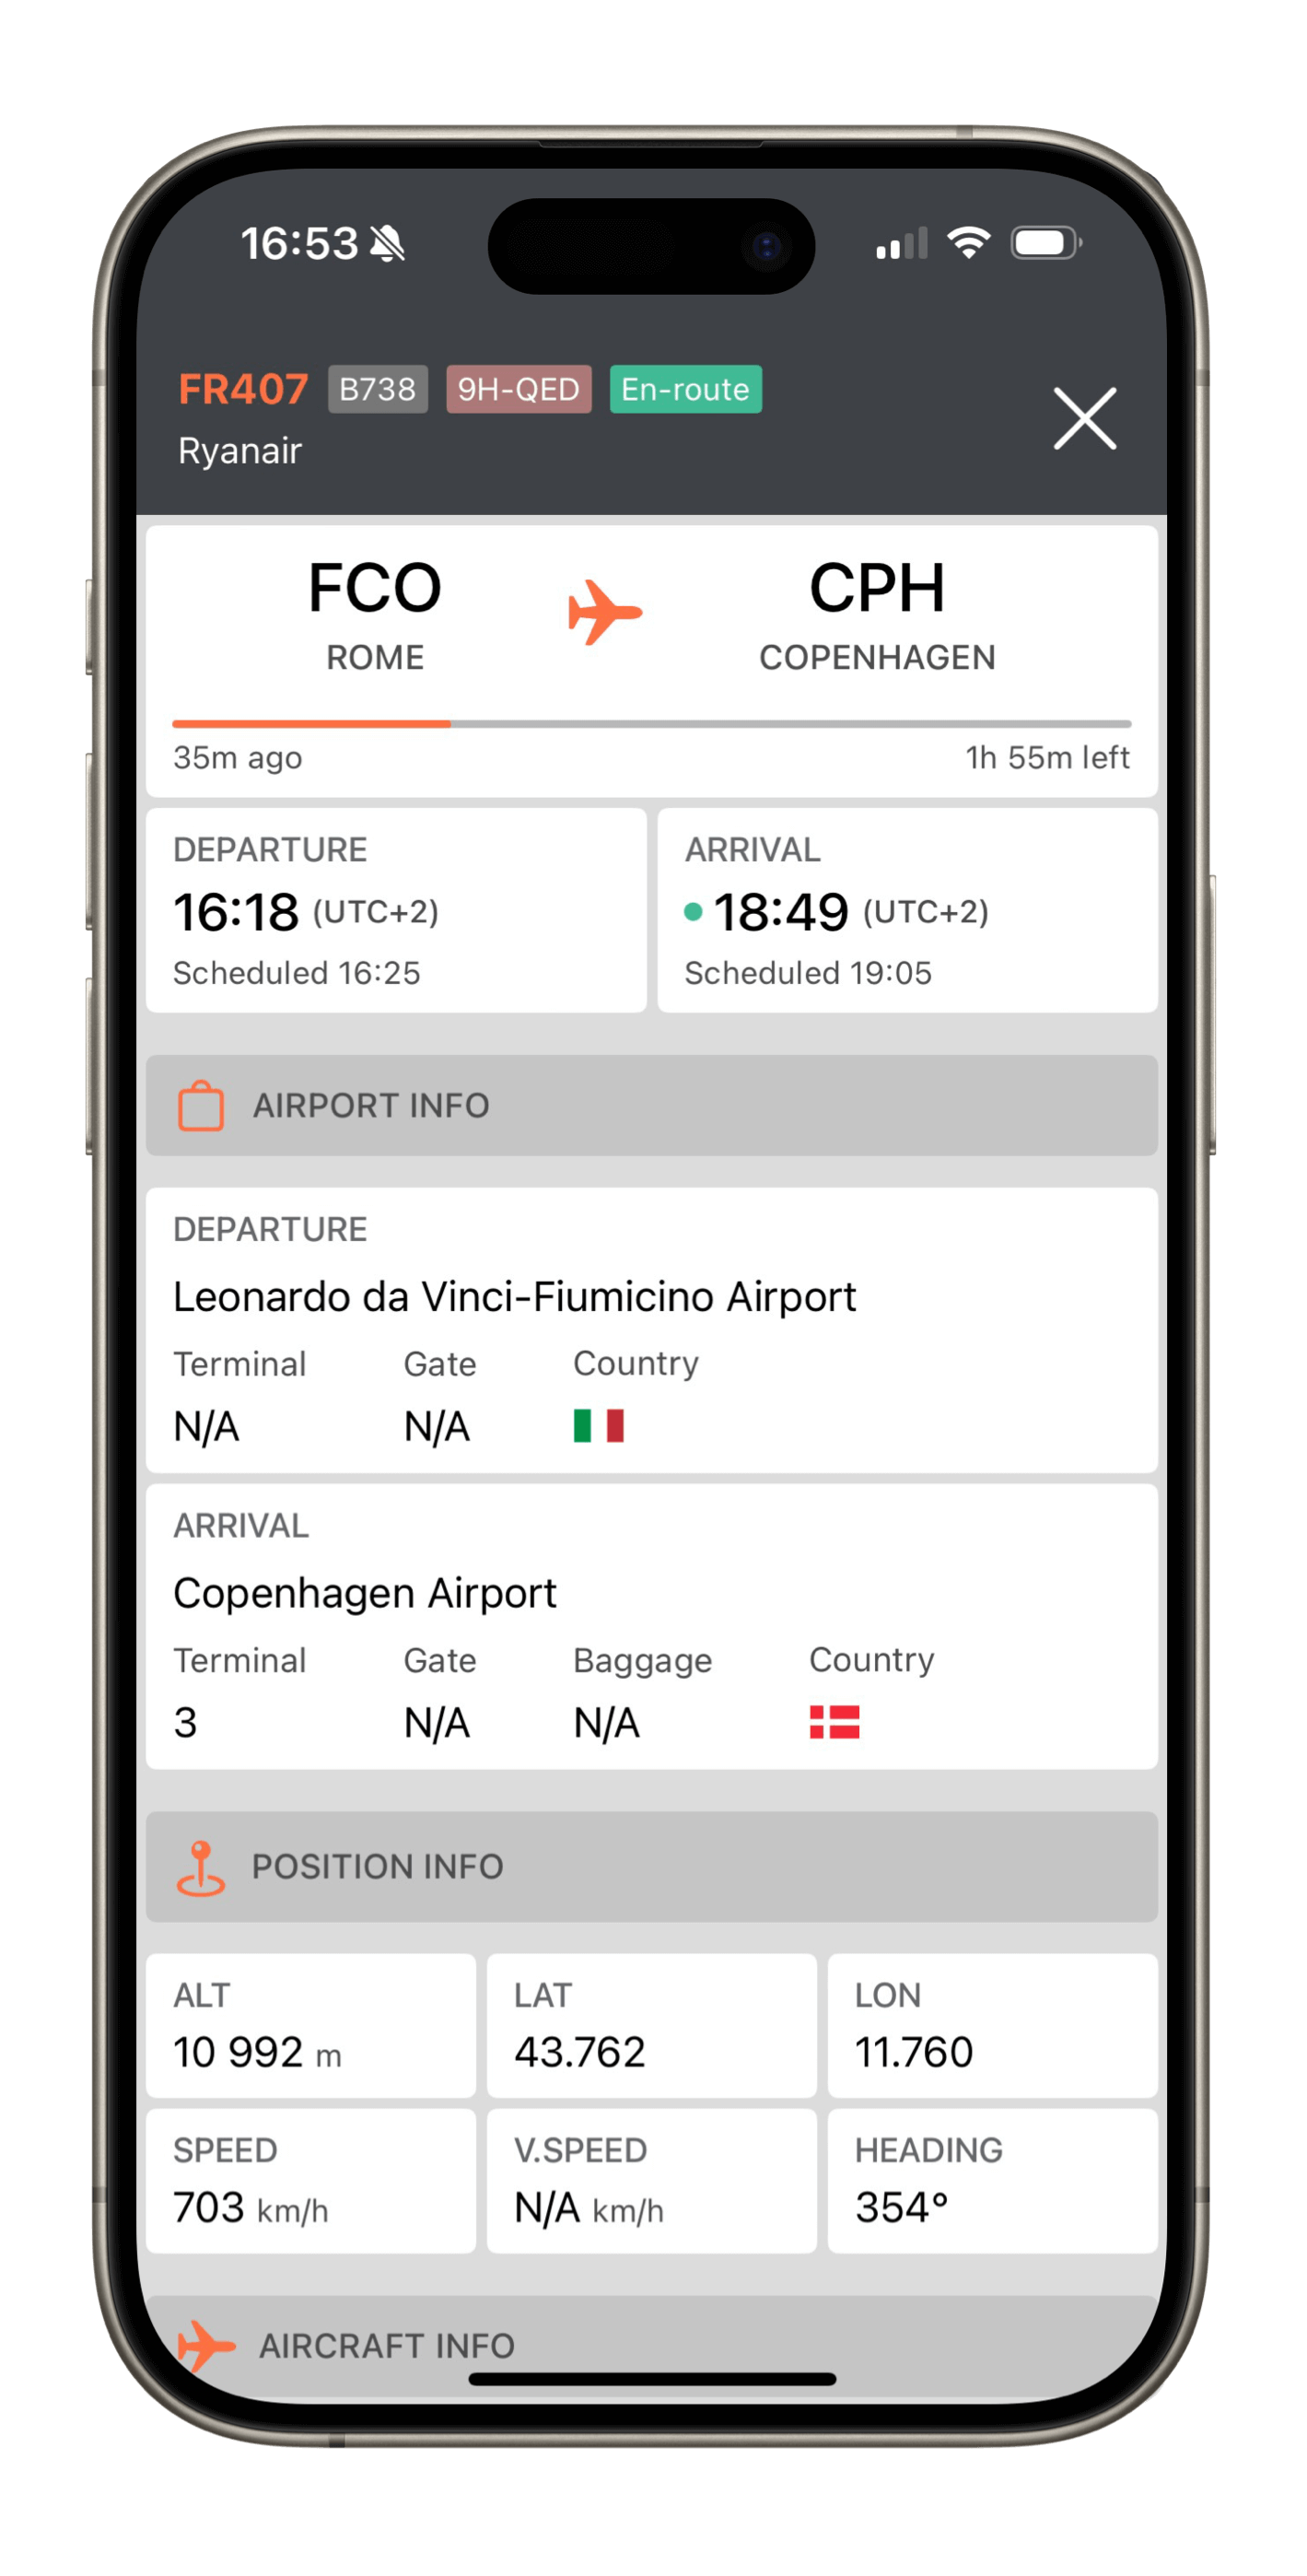 16:53
FR407 B738 9H-QED En-route
Ryanair
FCO CPH
ROME COPENHAGEN
35m ago 1h 55m left
DEPARTURE ARRIVAL
16:18 (UTC+2) 18:49 (UTC+2)
Scheduled 16:25 Scheduled 19:05
AIRPORT INFO
DEPARTURE
Leonardo da Vinci-Fiumicino Airport
Terminal Gate Country
N/A N/A
ARRIVAL
Copenhagen Airport
Terminal Gate Baggage Country
3 N/A N/A
POSITION INFO
ALT LAT LON
10 992 m 43.762 11.760
SPEED V.SPEED HEADING
703 km/h N/A km/h 354°
AIRCRAFT INFO